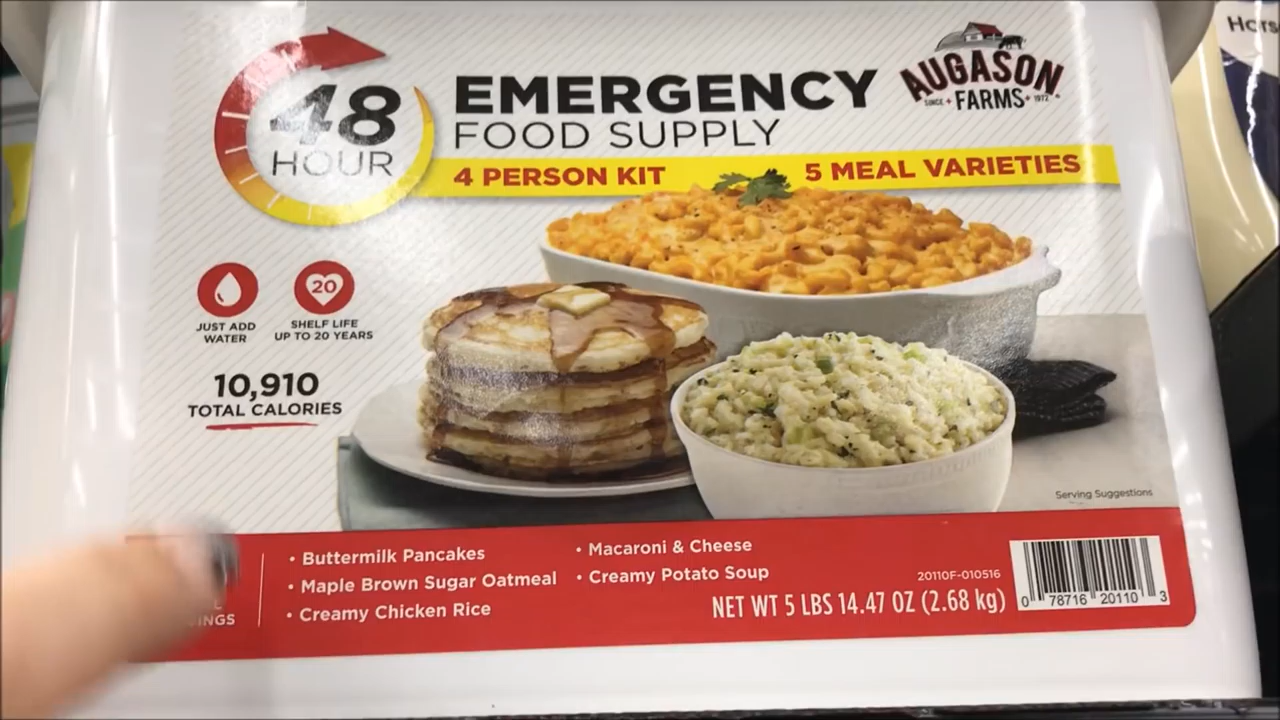 Hors
48
HOUR
EMERGENCY
FOOD SUPPLY
AUGASON
SINCE FARMS 1972
4 PERSON KIT
5 MEAL VARIETIES
20
JUST ADD
WATER
SHELF LIFE
UP TO 20 YEARS
10,910
TOTAL CALORIES
Serving Suggestions
• Buttermilk Pancakes
• Maple Brown Sugar Oatmeal
• Creamy Chicken Rice
• Macaroni & Cheese
• Creamy Potato Soup
20110F-010516
NET WT 5 LBS 14.47 OZ (2.68 kg)
0 78716 20110 3